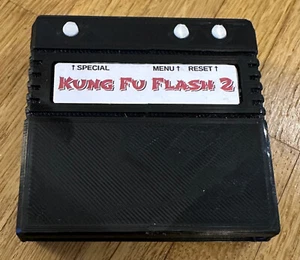 ↑ SPECIAL MENU ↑ RESET ↑
KUNG FU FLASH 2